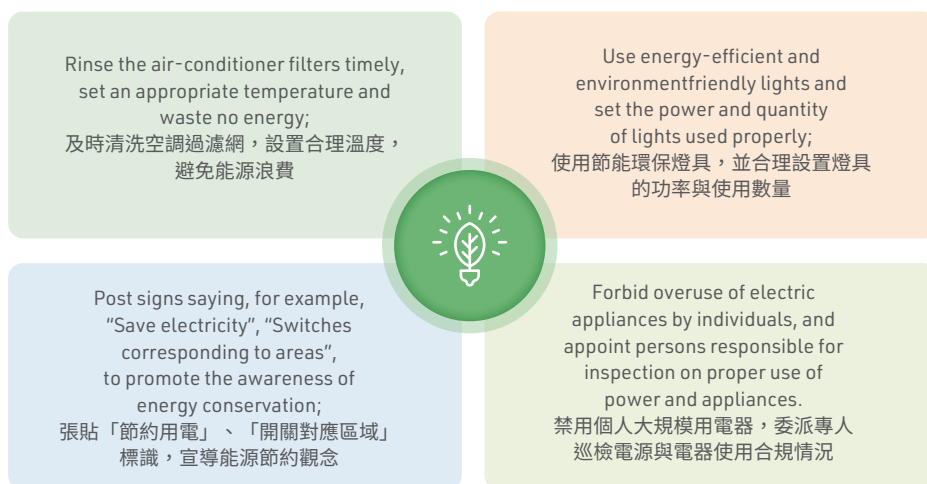 Rinse the air-conditioner filters timely,
set an appropriate temperature and
waste no energy;
及時清洗空調過濾網，設置合理溫度，
避免能源浪費
Use energy-efficient and
environmentfriendly lights and
set the power and quantity
of lights used properly;
使用節能環保燈具，並合理設置燈具
的功率與使用數量
Post signs saying, for example,
“Save electricity”, “Switches
corresponding to areas”,
to promote the awareness of
energy conservation;
張貼「節約用電」、「開關對應區域」
標識，宣導能源節約觀念
Forbid overuse of electric
appliances by individuals, and
appoint persons responsible for
inspection on proper use of
power and appliances.
禁用個人大規模用電器，委派專人
巡檢電源與電器使用合規情況